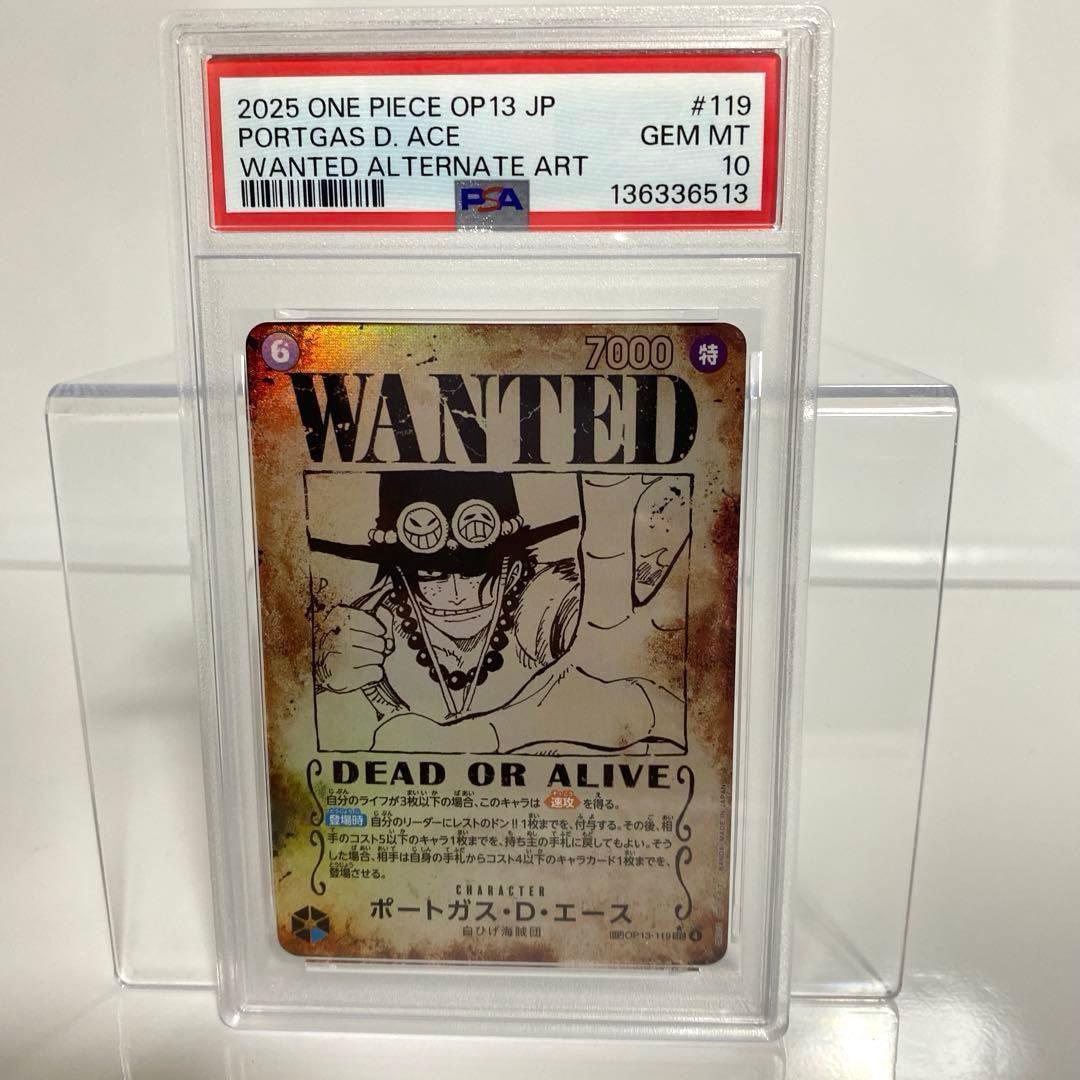 2025 ONE PIECE OP13 JP #119
PORTGAS D. ACE GEM MT
WANTED ALTERNATE ART 10
PSA 136336513
6 7000 特
WANTED
DEAD OR ALIVE
自分のライフが3枚以下の場合、このキャラは 速攻 を得る。
登場時 自分のリーダーにレストのドン!!1枚までを、付与する。その後、相
手のコスト5以下のキャラ1枚までを、持ち主の手札に戻してもよい。そう
した場合、相手は自身の手札からコスト4以下のキャラカード1枚までを、
登場させる。
CHARACTER
ポートガス・D・エース
白ひげ海賊団
OP13-119
BANDAI MADE IN JAPAN